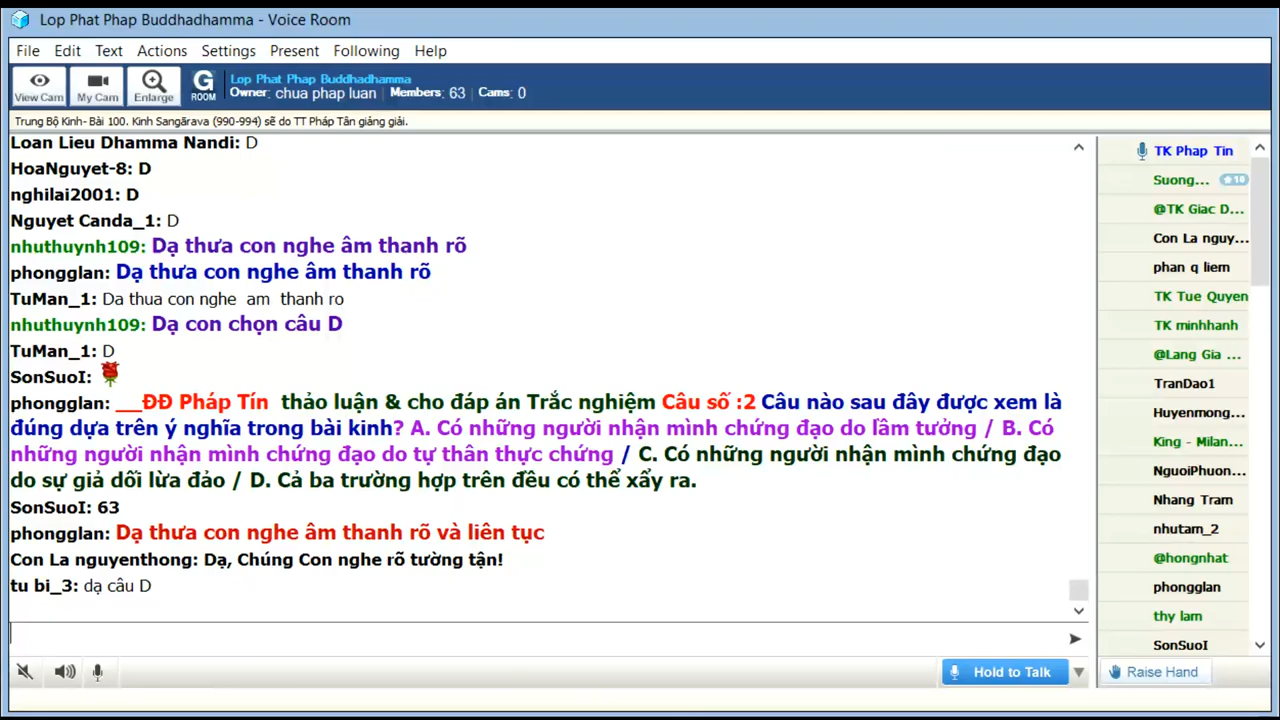 Lop Phat Phap Buddhadhamma - Voice Room
File Edit Text Actions Settings Present Following Help
View Cam My Cam Enlarge G ROOM
Lop Phat Phap Buddhadhamma
Owner: chua phap luan | Members: 63 Cams: 0
Trung Bộ Kinh- Bài 100. Kinh Sangārava (990-994) sẽ do TT Pháp Tân giảng giải.
Loan Lieu Dhamma Nandi: D
HoaNguyet-8: D
nghilai2001: D
Nguyet Canda_1: D
nhuthuynh109: Dạ thưa con nghe âm thanh rõ
phongglan: Dạ thưa con nghe âm thanh rõ
TuMan_1: Da thua con nghe am thanh ro
nhuthuynh109: Dạ con chọn câu D
TuMan_1: D
SonSuoI:
phongglan: __ĐĐ Pháp Tín thảo luận & cho đáp án Trắc nghiệm Câu số :2 Câu nào sau đây được xem là
đúng dựa trên ý nghĩa trong bài kinh? A. Có những người nhận mình chứng đạo do lầm tưởng / B. Có
những người nhận mình chứng đạo do tự thân thực chứng / C. Có những người nhận mình chứng đạo
do sự giả dối lừa đảo / D. Cả ba trường hợp trên đều có thể xẩy ra.
SonSuoI: 63
phongglan: Dạ thưa con nghe âm thanh rõ và liên tục
Con La nguyenthong: Dạ, Chúng Con nghe rõ tường tận!
tu bi_3: dạ câu D
TK Phap Tin
Suong... 10
@TK Giac D...
Con La nguy...
phan q liem
TK Tue Quyen
TK minhhanh
@Lang Gia ...
TranDao1
Huyenmong...
King - Milan...
NguoiPhuon...
Nhang Tram
nhutam_2
@hongnhat
phongglan
thy lam
SonSuoI
Hold to Talk
Raise Hand